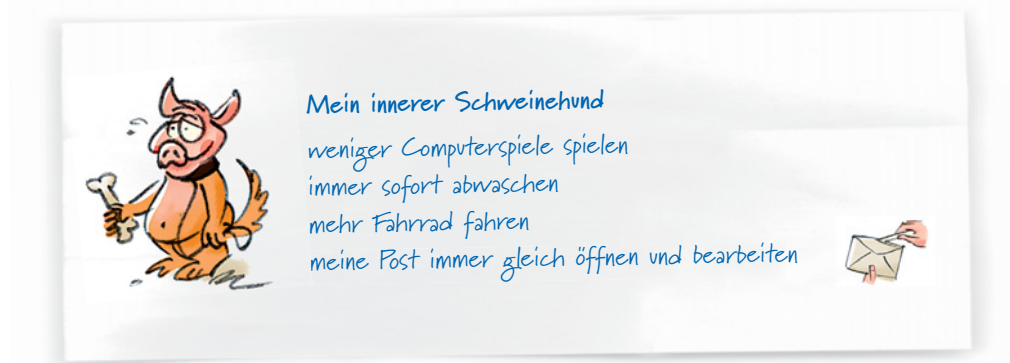 Mein innerer Schweinehund
weniger Computerspiele spielen
immer sofort abwaschen
mehr Fahrrad fahren
meine Post immer gleich öffnen und bearbeiten